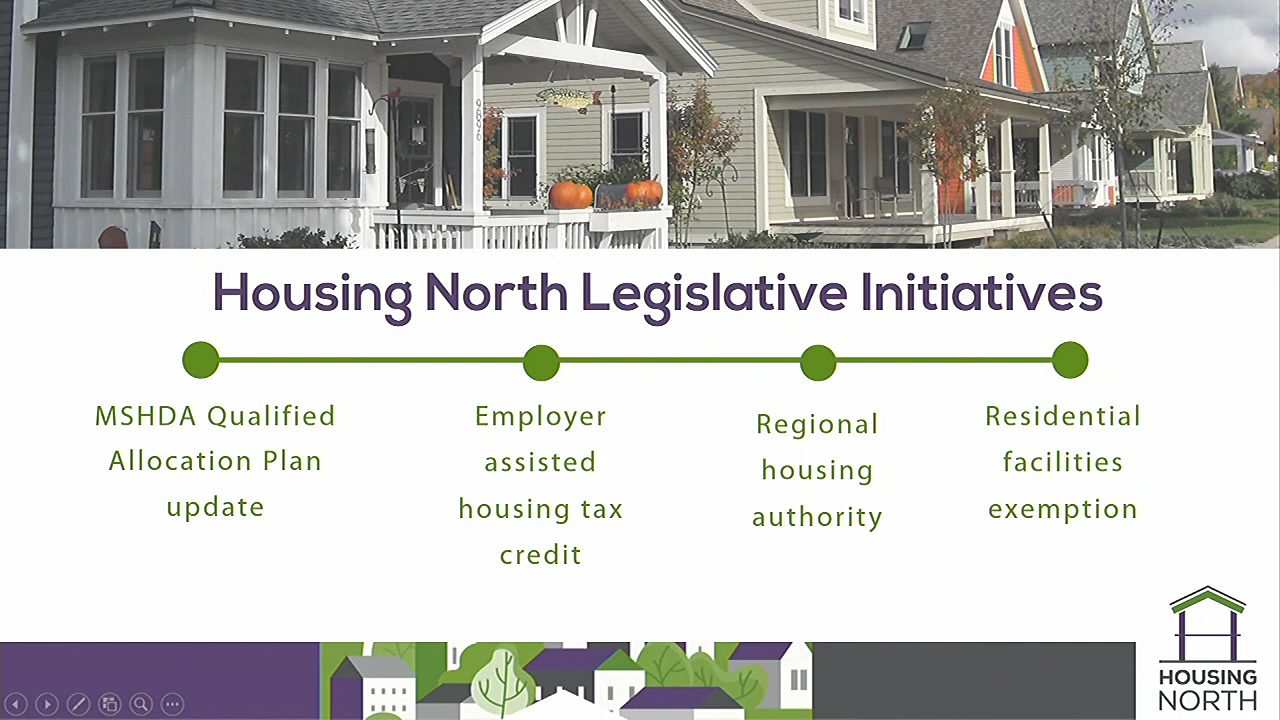 Housing North Legislative Initiatives
MSHDA Qualified
Allocation Plan
update
Employer
assisted
housing tax
credit
Regional
housing
authority
Residential
facilities
exemption
HOUSING
NORTH